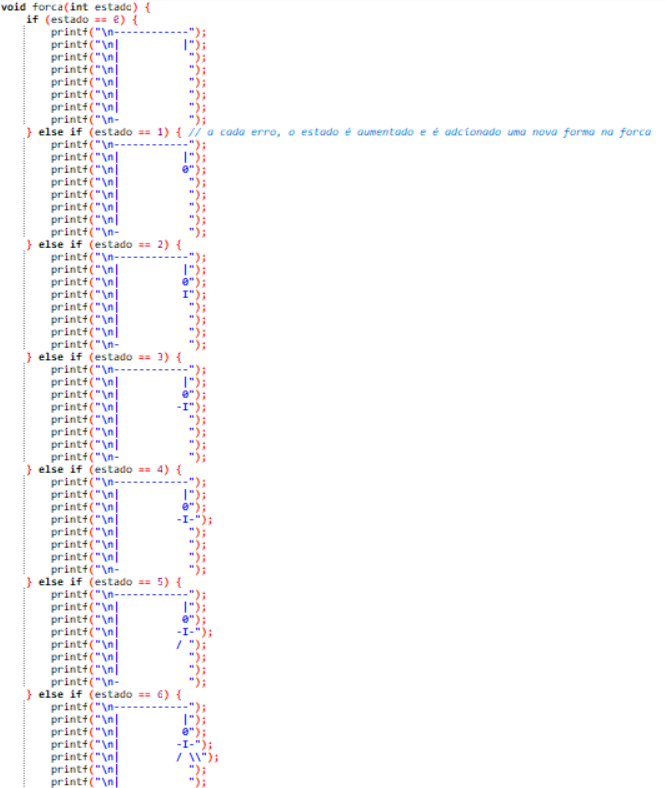 void forca(int estado) {
    if (estado == 0) {
        printf("\n------------");
        printf("\n|           |");
        printf("\n|            ");
        printf("\n|            ");
        printf("\n|            ");
        printf("\n|            ");
        printf("\n|            ");
        printf("\n-            ");
    } else if (estado == 1) { // a cada erro, o estado é aumentado e é adcionado uma nova forma na forca
        printf("\n------------");
        printf("\n|           |");
        printf("\n|           0");
        printf("\n|            ");
        printf("\n|            ");
        printf("\n|            ");
        printf("\n|            ");
        printf("\n-            ");
    } else if (estado == 2) {
        printf("\n------------");
        printf("\n|           |");
        printf("\n|           0");
        printf("\n|           I");
        printf("\n|            ");
        printf("\n|            ");
        printf("\n|            ");
        printf("\n-            ");
    } else if (estado == 3) {
        printf("\n------------");
        printf("\n|           |");
        printf("\n|           0");
        printf("\n|          -I");
        printf("\n|            ");
        printf("\n|            ");
        printf("\n|            ");
        printf("\n-            ");
    } else if (estado == 4) {
        printf("\n------------");
        printf("\n|           |");
        printf("\n|           0");
        printf("\n|          -I-");
        printf("\n|            ");
        printf("\n|            ");
        printf("\n|            ");
        printf("\n-            ");
    } else if (estado == 5) {
        printf("\n------------");
        printf("\n|           |");
        printf("\n|           0");
        printf("\n|          -I-");
        printf("\n|          / ");
        printf("\n|            ");
        printf("\n|            ");
        printf("\n-            ");
    } else if (estado == 6) {
        printf("\n------------");
        printf("\n|           |");
        printf("\n|           0");
        printf("\n|          -I-");
        printf("\n|          / \\");
        printf("\n|            ");
        printf("\n|            ");